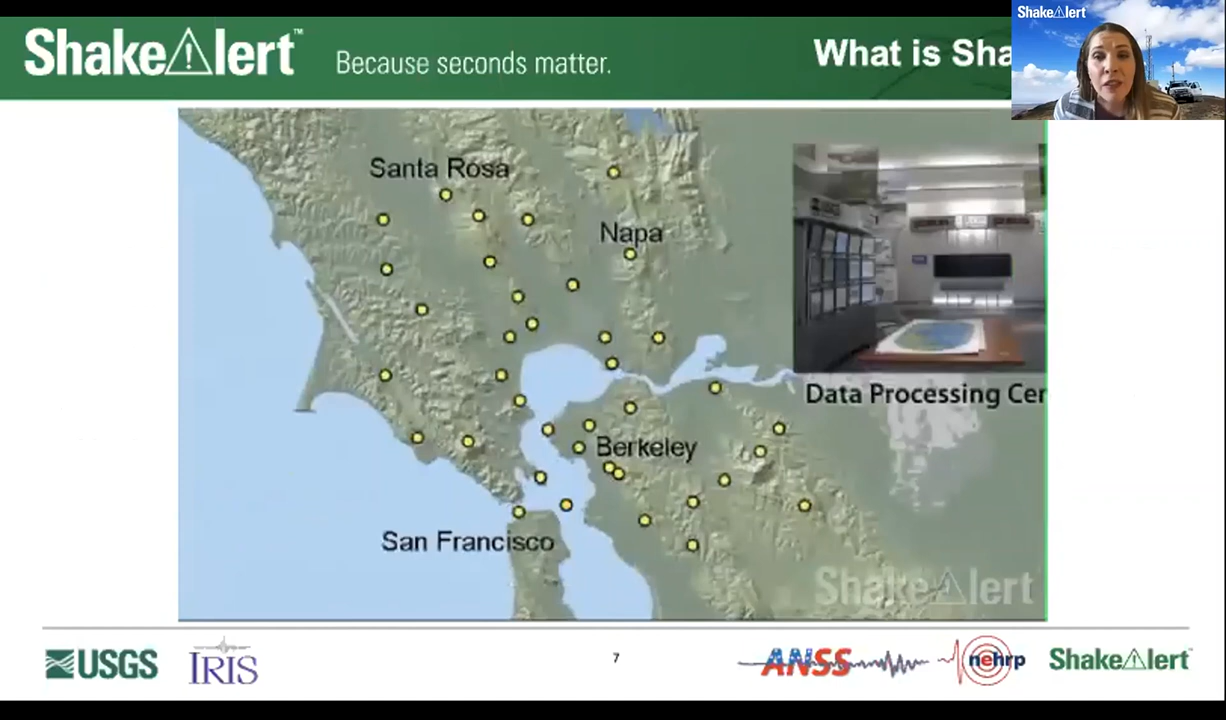 ShakeAlert™ Because seconds matter. What is Sha
ShakeAlert
Santa Rosa
Napa
Data Processing Cer
Berkeley
San Francisco
ShakeAlert
USGS IRIS 7 ANSS nehrp ShakeAlert